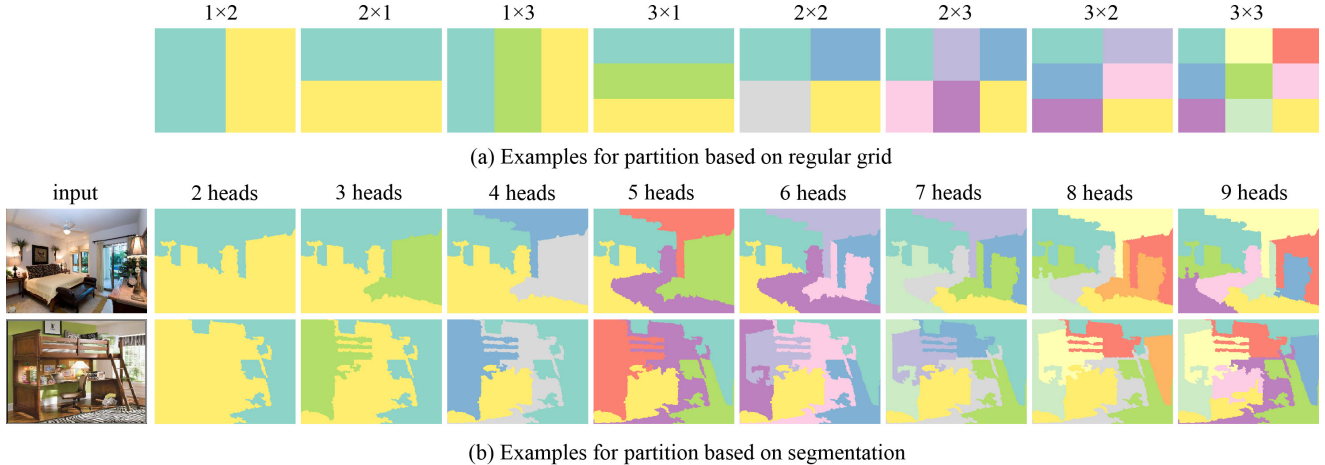 1×2 2×1 1×3 3×1 2×2 2×3 3×2 3×3
(a) Examples for partition based on regular grid
input 2 heads 3 heads 4 heads 5 heads 6 heads 7 heads 8 heads 9 heads
(b) Examples for partition based on segmentation